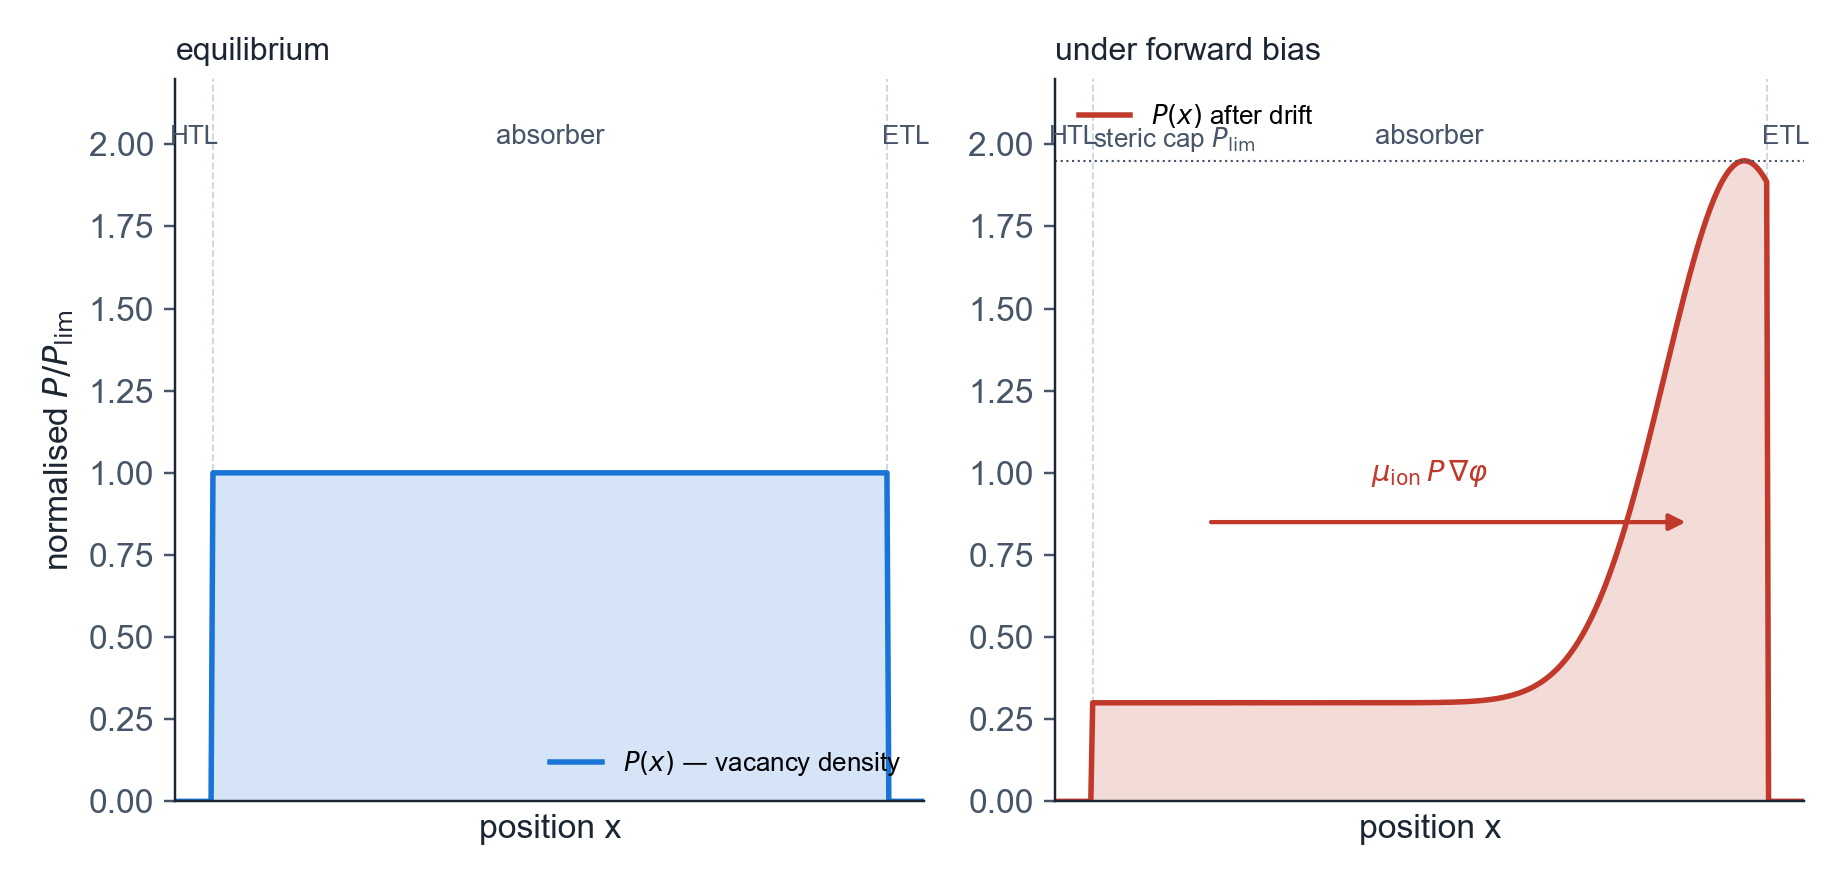 equilibrium
HTL
absorber
ETL
2.00
1.75
1.50
1.25
1.00
0.75
0.50
0.25
0.00
normalised P/P_lim
P(x) — vacancy density
position x
under forward bias
P(x) after drift
HTL
steric cap P_lim
absorber
ETL
2.00
1.75
1.50
1.25
1.00
0.75
0.50
0.25
0.00
μ_ion P ∇φ
position x